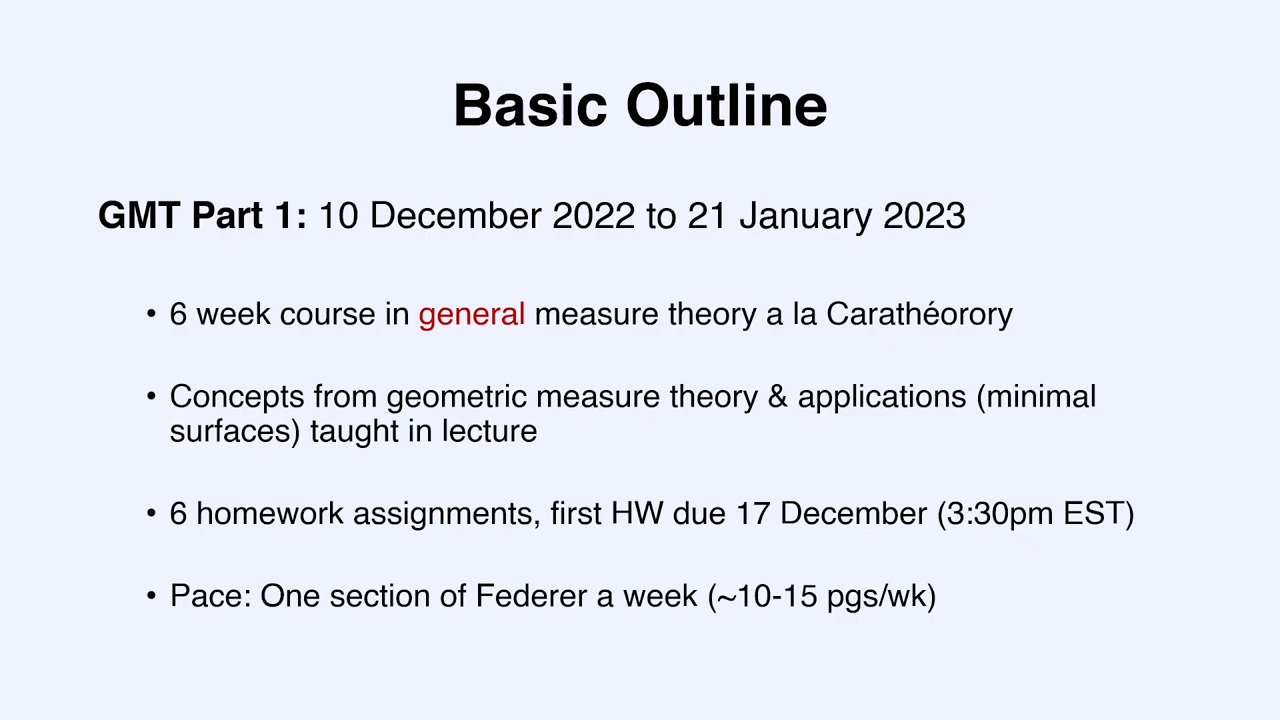 Basic Outline
GMT Part 1: 10 December 2022 to 21 January 2023
• 6 week course in general measure theory a la Carathéorory
• Concepts from geometric measure theory & applications (minimal
surfaces) taught in lecture
• 6 homework assignments, first HW due 17 December (3:30pm EST)
• Pace: One section of Federer a week (~10-15 pgs/wk)